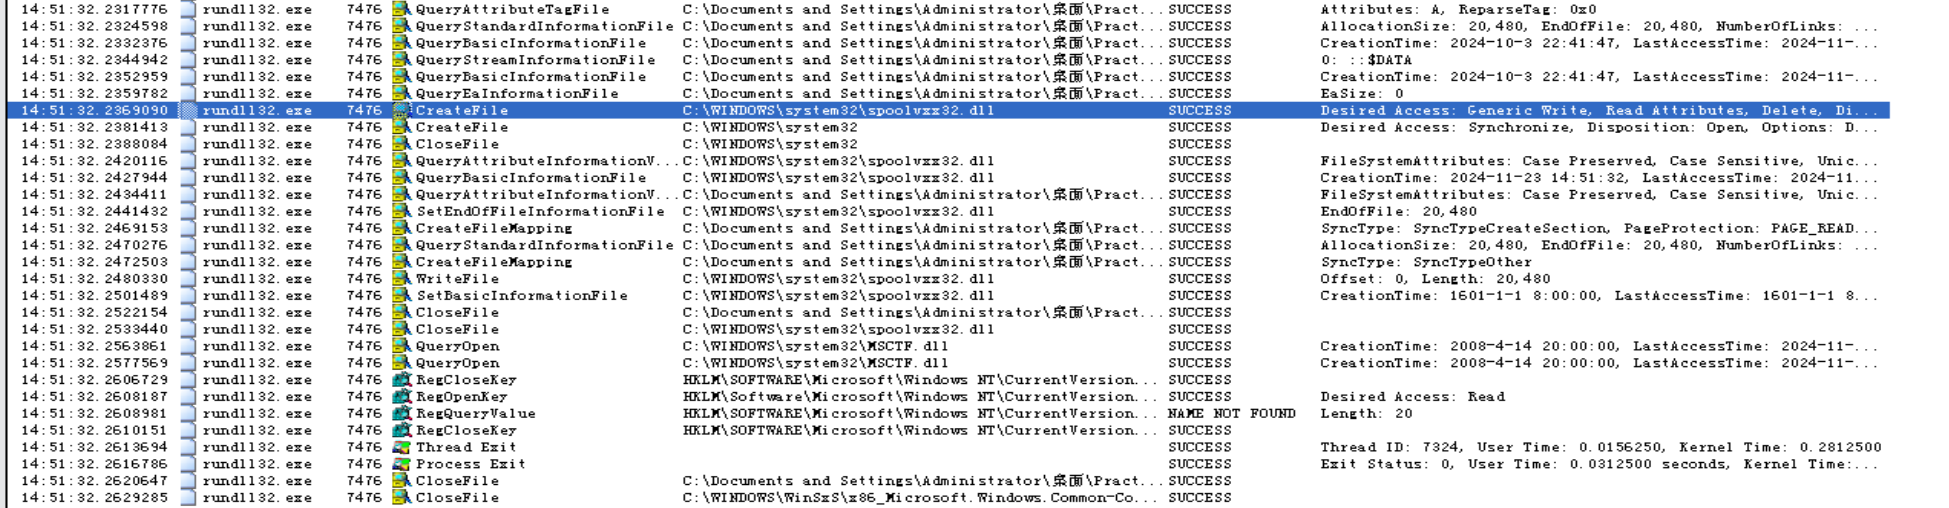 14:51:32.2317776 rundll32.exe 7476 QueryAttributeTagFile C:\Documents and Settings\Administrator\桌面\Pract... SUCCESS Attributes: A, ReparseTag: 0x0
14:51:32.2324598 rundll32.exe 7476 QueryStandardInformationFile C:\Documents and Settings\Administrator\桌面\Pract... SUCCESS AllocationSize: 20,480, EndOfFile: 20,480, NumberOfLinks: ...
14:51:32.2332376 rundll32.exe 7476 QueryBasicInformationFile C:\Documents and Settings\Administrator\桌面\Pract... SUCCESS CreationTime: 2024-10-3 22:41:47, LastAccessTime: 2024-11-...
14:51:32.2344942 rundll32.exe 7476 QueryStreamInformationFile C:\Documents and Settings\Administrator\桌面\Pract... SUCCESS 0: ::$DATA
14:51:32.2352959 rundll32.exe 7476 QueryBasicInformationFile C:\Documents and Settings\Administrator\桌面\Pract... SUCCESS CreationTime: 2024-10-3 22:41:47, LastAccessTime: 2024-11-...
14:51:32.2359782 rundll32.exe 7476 QueryEaInformationFile C:\Documents and Settings\Administrator\桌面\Pract... SUCCESS EaSize: 0
14:51:32.2369090 rundll32.exe 7476 CreateFile C:\WINDOWS\system32\spoolvxx32.dll SUCCESS Desired Access: Generic Write, Read Attributes, Delete, Di...
14:51:32.2381413 rundll32.exe 7476 CreateFile C:\WINDOWS\system32 SUCCESS Desired Access: Synchronize, Disposition: Open, Options: D...
14:51:32.2388084 rundll32.exe 7476 CloseFile C:\WINDOWS\system32 SUCCESS
14:51:32.2420116 rundll32.exe 7476 QueryAttributeInformationV... C:\WINDOWS\system32\spoolvxx32.dll SUCCESS FileSystemAttributes: Case Preserved, Case Sensitive, Unic...
14:51:32.2427944 rundll32.exe 7476 QueryBasicInformationFile C:\WINDOWS\system32\spoolvxx32.dll SUCCESS CreationTime: 2024-11-23 14:51:32, LastAccessTime: 2024-11...
14:51:32.2434411 rundll32.exe 7476 QueryAttributeInformationV... C:\Documents and Settings\Administrator\桌面\Pract... SUCCESS FileSystemAttributes: Case Preserved, Case Sensitive, Unic...
14:51:32.2441432 rundll32.exe 7476 SetEndOfFileInformationFile C:\WINDOWS\system32\spoolvxx32.dll SUCCESS EndOfFile: 20,480
14:51:32.2469153 rundll32.exe 7476 CreateFileMapping C:\Documents and Settings\Administrator\桌面\Pract... SUCCESS SyncType: SyncTypeCreateSection, PageProtection: PAGE_READ...
14:51:32.2470276 rundll32.exe 7476 QueryStandardInformationFile C:\Documents and Settings\Administrator\桌面\Pract... SUCCESS AllocationSize: 20,480, EndOfFile: 20,480, NumberOfLinks: ...
14:51:32.2472503 rundll32.exe 7476 CreateFileMapping C:\Documents and Settings\Administrator\桌面\Pract... SUCCESS SyncType: SyncTypeOther
14:51:32.2480330 rundll32.exe 7476 WriteFile C:\WINDOWS\system32\spoolvxx32.dll SUCCESS Offset: 0, Length: 20,480
14:51:32.2501489 rundll32.exe 7476 SetBasicInformationFile C:\WINDOWS\system32\spoolvxx32.dll SUCCESS CreationTime: 1601-1-1 8:00:00, LastAccessTime: 1601-1-1 8...
14:51:32.2522154 rundll32.exe 7476 CloseFile C:\Documents and Settings\Administrator\桌面\Pract... SUCCESS
14:51:32.2533440 rundll32.exe 7476 CloseFile C:\WINDOWS\system32\spoolvxx32.dll SUCCESS
14:51:32.2563861 rundll32.exe 7476 QueryOpen C:\WINDOWS\system32\MSCTF.dll SUCCESS CreationTime: 2008-4-14 20:00:00, LastAccessTime: 2024-11-...
14:51:32.2577569 rundll32.exe 7476 QueryOpen C:\WINDOWS\system32\MSCTF.dll SUCCESS CreationTime: 2008-4-14 20:00:00, LastAccessTime: 2024-11-...
14:51:32.2606729 rundll32.exe 7476 RegCloseKey HKLM\SOFTWARE\Microsoft\Windows NT\CurrentVersion... SUCCESS
14:51:32.2608187 rundll32.exe 7476 RegOpenKey HKLM\Software\Microsoft\Windows NT\CurrentVersion... SUCCESS Desired Access: Read
14:51:32.2608981 rundll32.exe 7476 RegQueryValue HKLM\SOFTWARE\Microsoft\Windows NT\CurrentVersion... NAME NOT FOUND Length: 20
14:51:32.2610151 rundll32.exe 7476 RegCloseKey HKLM\SOFTWARE\Microsoft\Windows NT\CurrentVersion... SUCCESS
14:51:32.2613694 rundll32.exe 7476 Thread Exit SUCCESS Thread ID: 7324, User Time: 0.0156250, Kernel Time: 0.2812500
14:51:32.2616786 rundll32.exe 7476 Process Exit SUCCESS Exit Status: 0, User Time: 0.0312500 seconds, Kernel Time:...
14:51:32.2620647 rundll32.exe 7476 CloseFile C:\Documents and Settings\Administrator\桌面\Pract... SUCCESS
14:51:32.2629285 rundll32.exe 7476 CloseFile C:\WINDOWS\WinSxS\x86_Microsoft.Windows.Common-Co... SUCCESS